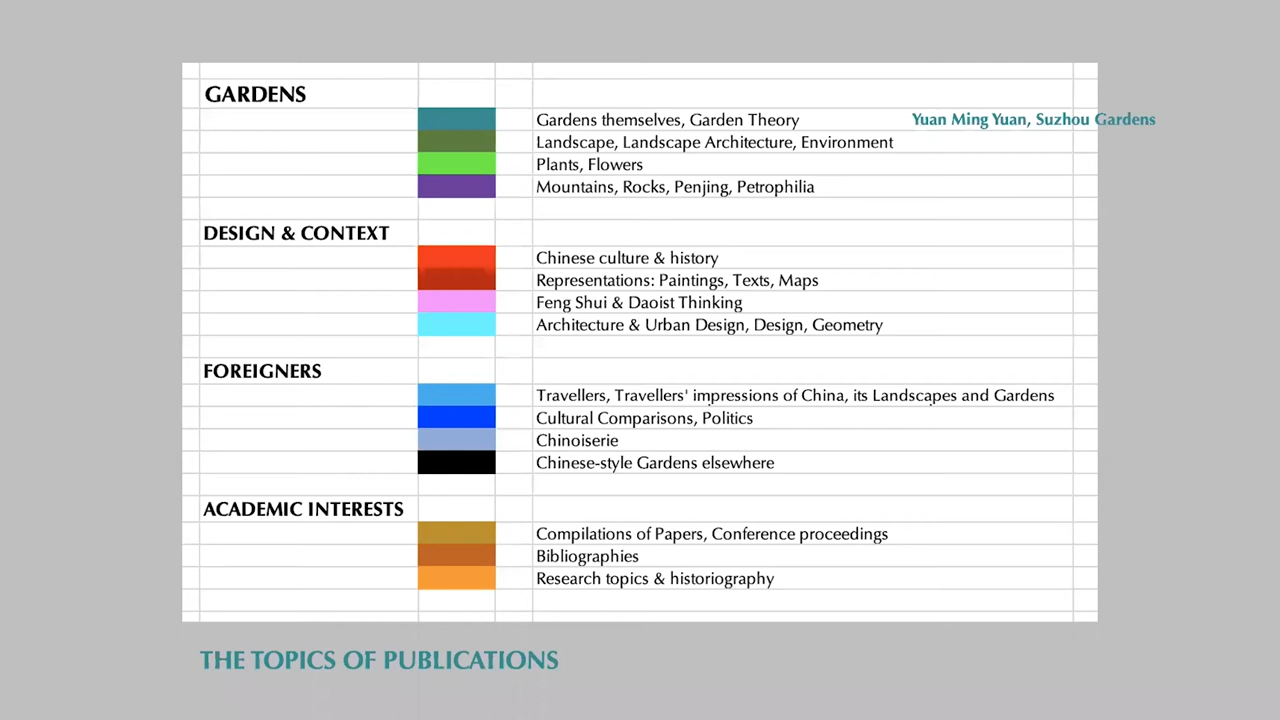 GARDENS
Gardens themselves, Garden Theory Yuan Ming Yuan, Suzhou Gardens
Landscape, Landscape Architecture, Environment
Plants, Flowers
Mountains, Rocks, Penjing, Petrophilia
DESIGN & CONTEXT
Chinese culture & history
Representations: Paintings, Texts, Maps
Feng Shui & Daoist Thinking
Architecture & Urban Design, Design, Geometry
FOREIGNERS
Travellers, Travellers' impressions of China, its Landscapes and Gardens
Cultural Comparisons, Politics
Chinoiserie
Chinese-style Gardens elsewhere
ACADEMIC INTERESTS
Compilations of Papers, Conference proceedings
Bibliographies
Research topics & historiography
THE TOPICS OF PUBLICATIONS